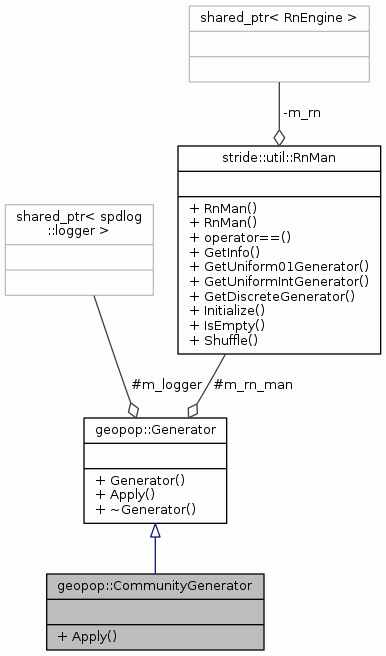 shared_ptr< RnEngine >
-m_rn
stride::util::RnMan
+ RnMan()
+ RnMan()
+ operator==()
+ GetInfo()
+ GetUniform01Generator()
+ GetUniformIntGenerator()
+ GetDiscreteGenerator()
+ Initialize()
+ IsEmpty()
+ Shuffle()
shared_ptr< spdlog
::logger >
#m_logger
#m_rn_man
geopop::Generator
+ Generator()
+ Apply()
+ ~Generator()
geopop::CommunityGenerator
+ Apply()